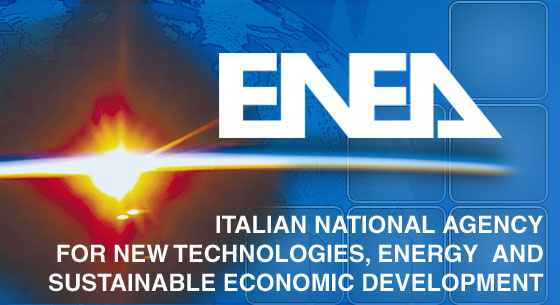 ENEA
ITALIAN NATIONAL AGENCY
FOR NEW TECHNOLOGIES, ENERGY AND
SUSTAINABLE ECONOMIC DEVELOPMENT